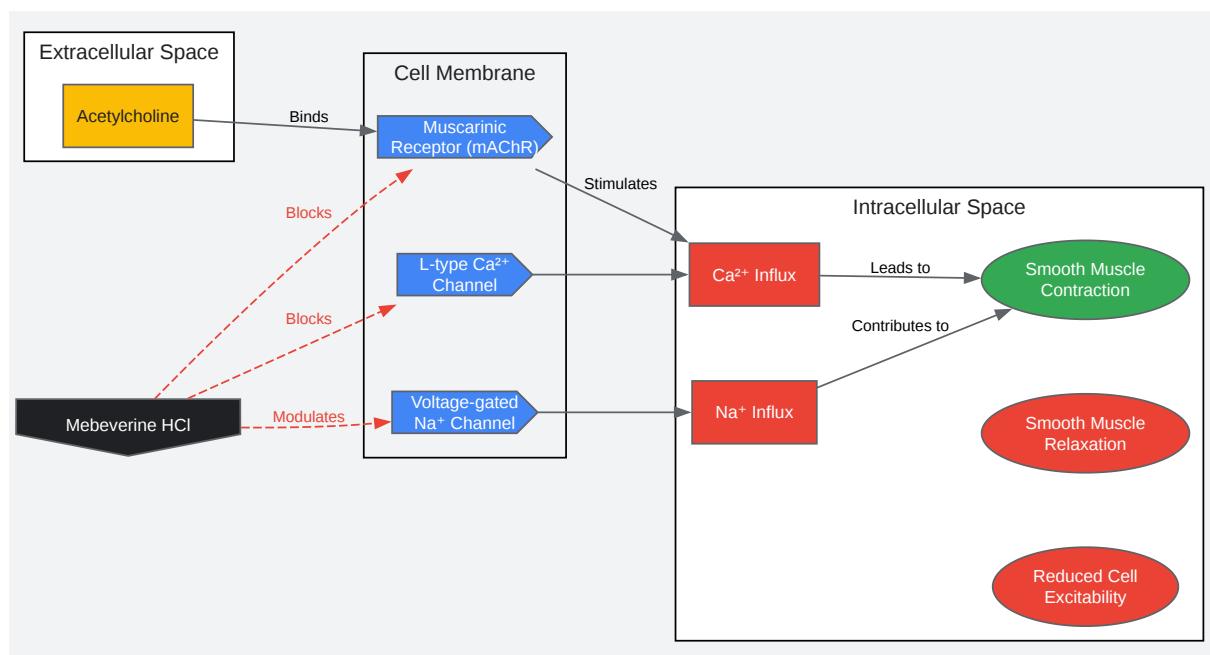 Extracellular Space
Acetylcholine
Binds
Cell Membrane
Muscarinic
Receptor (mAChR)
Stimulates
Blocks
L-type Ca²⁺
Channel
Blocks
Voltage-gated
Na⁺ Channel
Modulates
Mebeverine HCl
Intracellular Space
Ca²⁺ Influx
Leads to
Smooth Muscle
Contraction
Contributes to
Na⁺ Influx
Smooth Muscle
Relaxation
Reduced Cell
Excitability